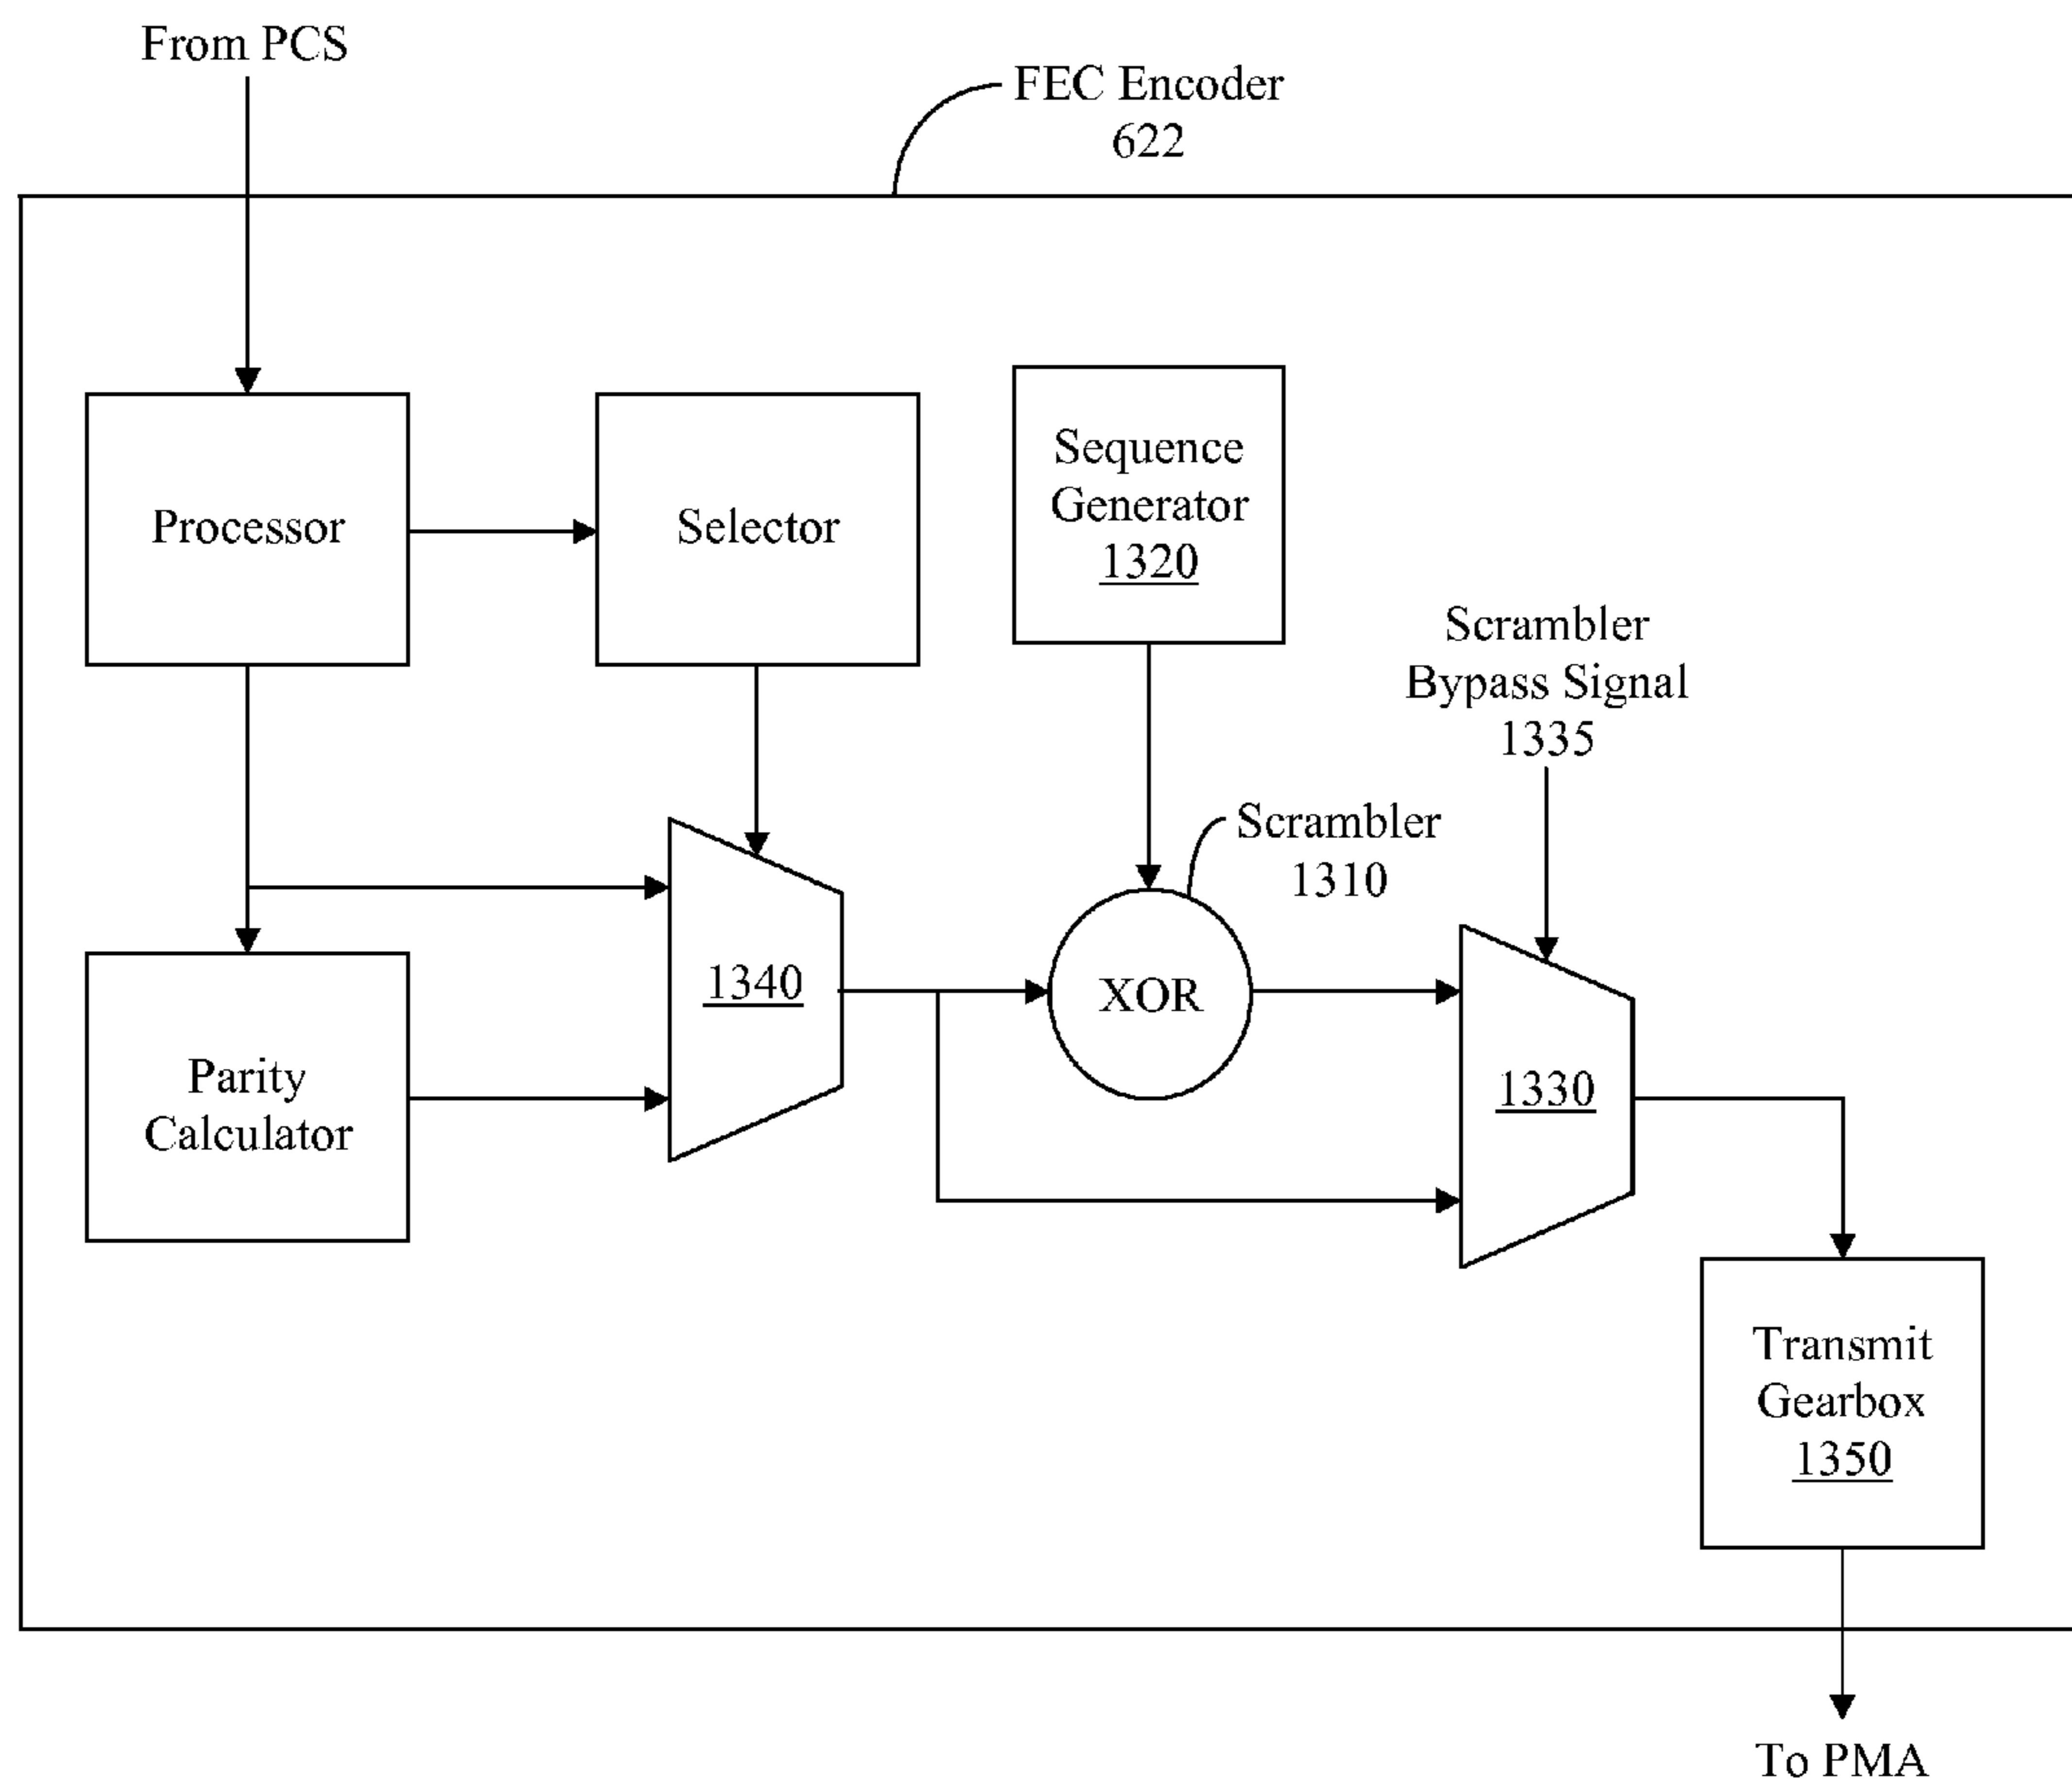 From PCS
FEC Encoder
622
Processor
Selector
Sequence
Generator
1320
Scrambler
Bypass Signal
1335
Scrambler
1310
1340
XOR
1330
Parity
Calculator
Transmit
Gearbox
1350
To PMA